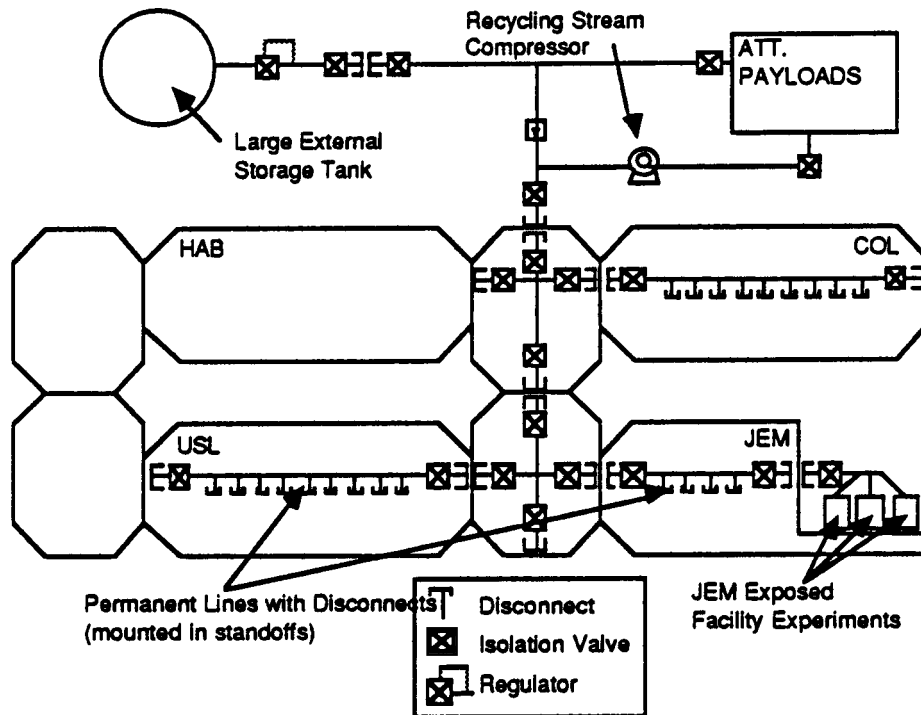 Recycling Stream
Compressor
ATT.
PAYLOADS
Large External
Storage Tank
HAB
COL
USL
JEM
Permanent Lines with Disconnects
(mounted in standoffs)
JEM Exposed
Facility Experiments
Disconnect
Isolation Valve
Regulator